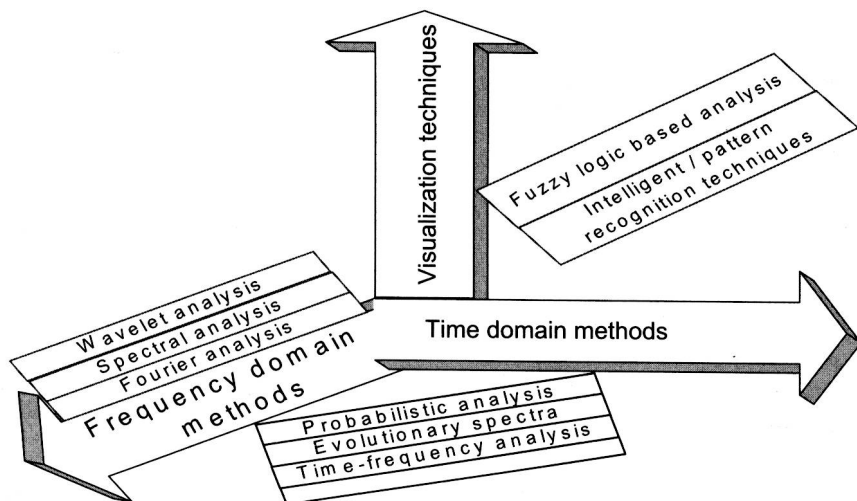 Visualization techniques
Fuzzy logic based analysis
Intelligent / pattern
recognition techniques
Wavelet analysis
Spectral analysis
Fourier analysis
Frequency domain
methods
Time domain methods
Probabilistic analysis
Evolutionary spectra
Time-frequency analysis